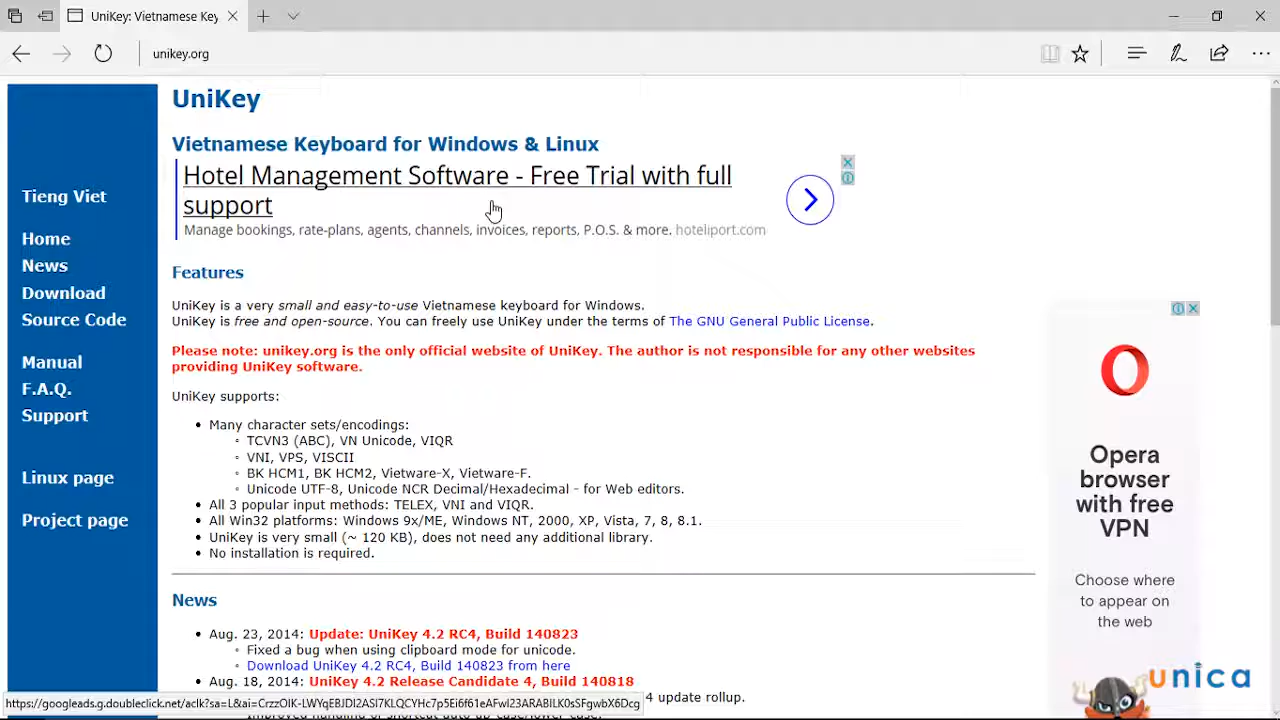 UniKey: Vietnamese Key
unikey.org
UniKey
Vietnamese Keyboard for Windows & Linux
Hotel Management Software - Free Trial with full
support
Manage bookings, rate-plans, agents, channels, invoices, reports, P.O.S. & more. hoteliport.com
Tieng Viet
Home
News
Download
Source Code
Manual
F.A.Q.
Support
Linux page
Project page
Features
UniKey is a very small and easy-to-use Vietnamese keyboard for Windows.
UniKey is free and open-source. You can freely use UniKey under the terms of The GNU General Public License.
Please note: unikey.org is the only official website of UniKey. The author is not responsible for any other websites
providing UniKey software.
UniKey supports:
• Many character sets/encodings:
◦ TCVN3 (ABC), VN Unicode, VIQR
◦ VNI, VPS, VISCII
◦ BK HCM1, BK HCM2, Vietware-X, Vietware-F.
◦ Unicode UTF-8, Unicode NCR Decimal/Hexadecimal - for Web editors.
• All 3 popular input methods: TELEX, VNI and VIQR.
• All Win32 platforms: Windows 9x/ME, Windows NT, 2000, XP, Vista, 7, 8, 8.1.
• UniKey is very small (~ 120 KB), does not need any additional library.
• No installation is required.
News
• Aug. 23, 2014: Update: UniKey 4.2 RC4, Build 140823
◦ Fixed a bug when using clipboard mode for unicode.
◦ Download UniKey 4.2 RC4, Build 140823 from here
• Aug. 18, 2014: UniKey 4.2 Release Candidate 4, Build 140818
4 update rollup.
Opera
browser
with free
VPN
Choose where
to appear on
the web
unica